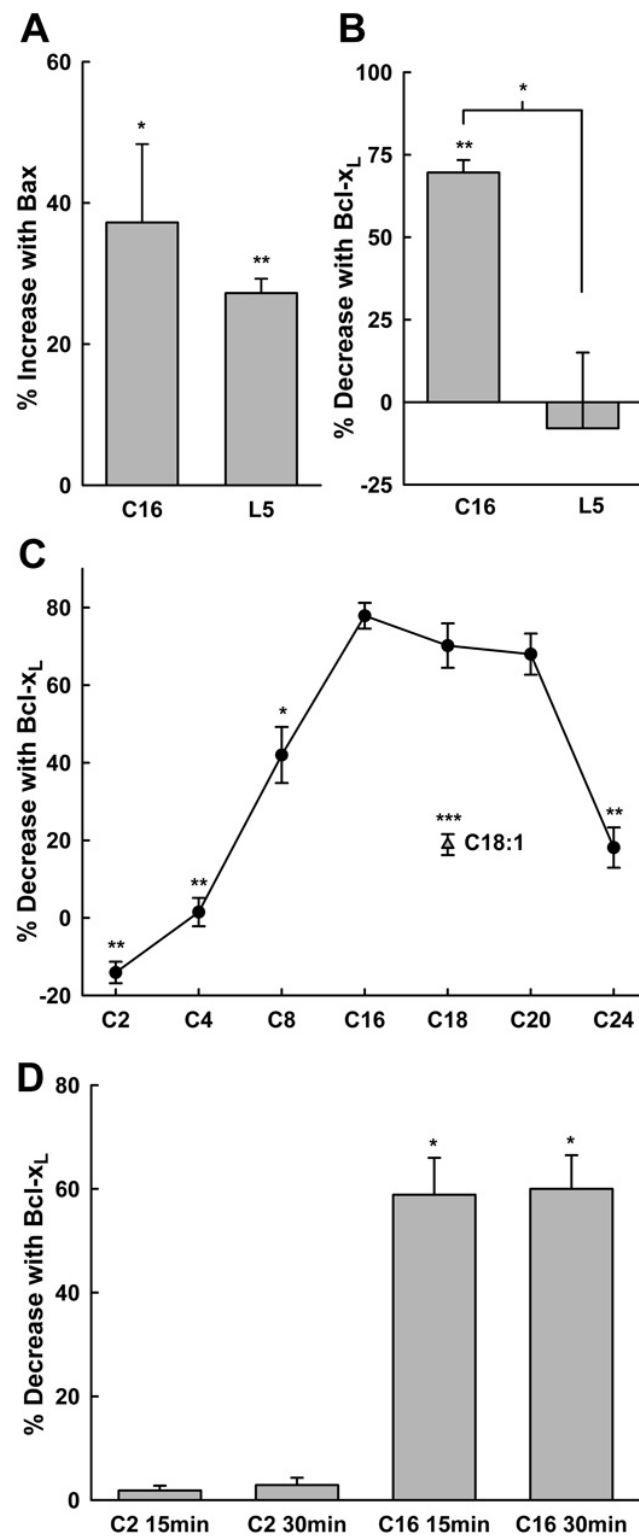 A
% Increase with Bax
60
40
20
0
*
**
C16 L5
B
% Decrease with Bcl-xL
100
75
50
25
0
-25
*
**
C16 L5
C
% Decrease with Bcl-xL
80
60
40
20
0
-20
**
**
*
***
C18:1
**
C2 C4 C8 C16 C18 C20 C24
D
% Decrease with Bcl-xL
80
60
40
20
0
* *
C2 15min C2 30min C16 15min C16 30min